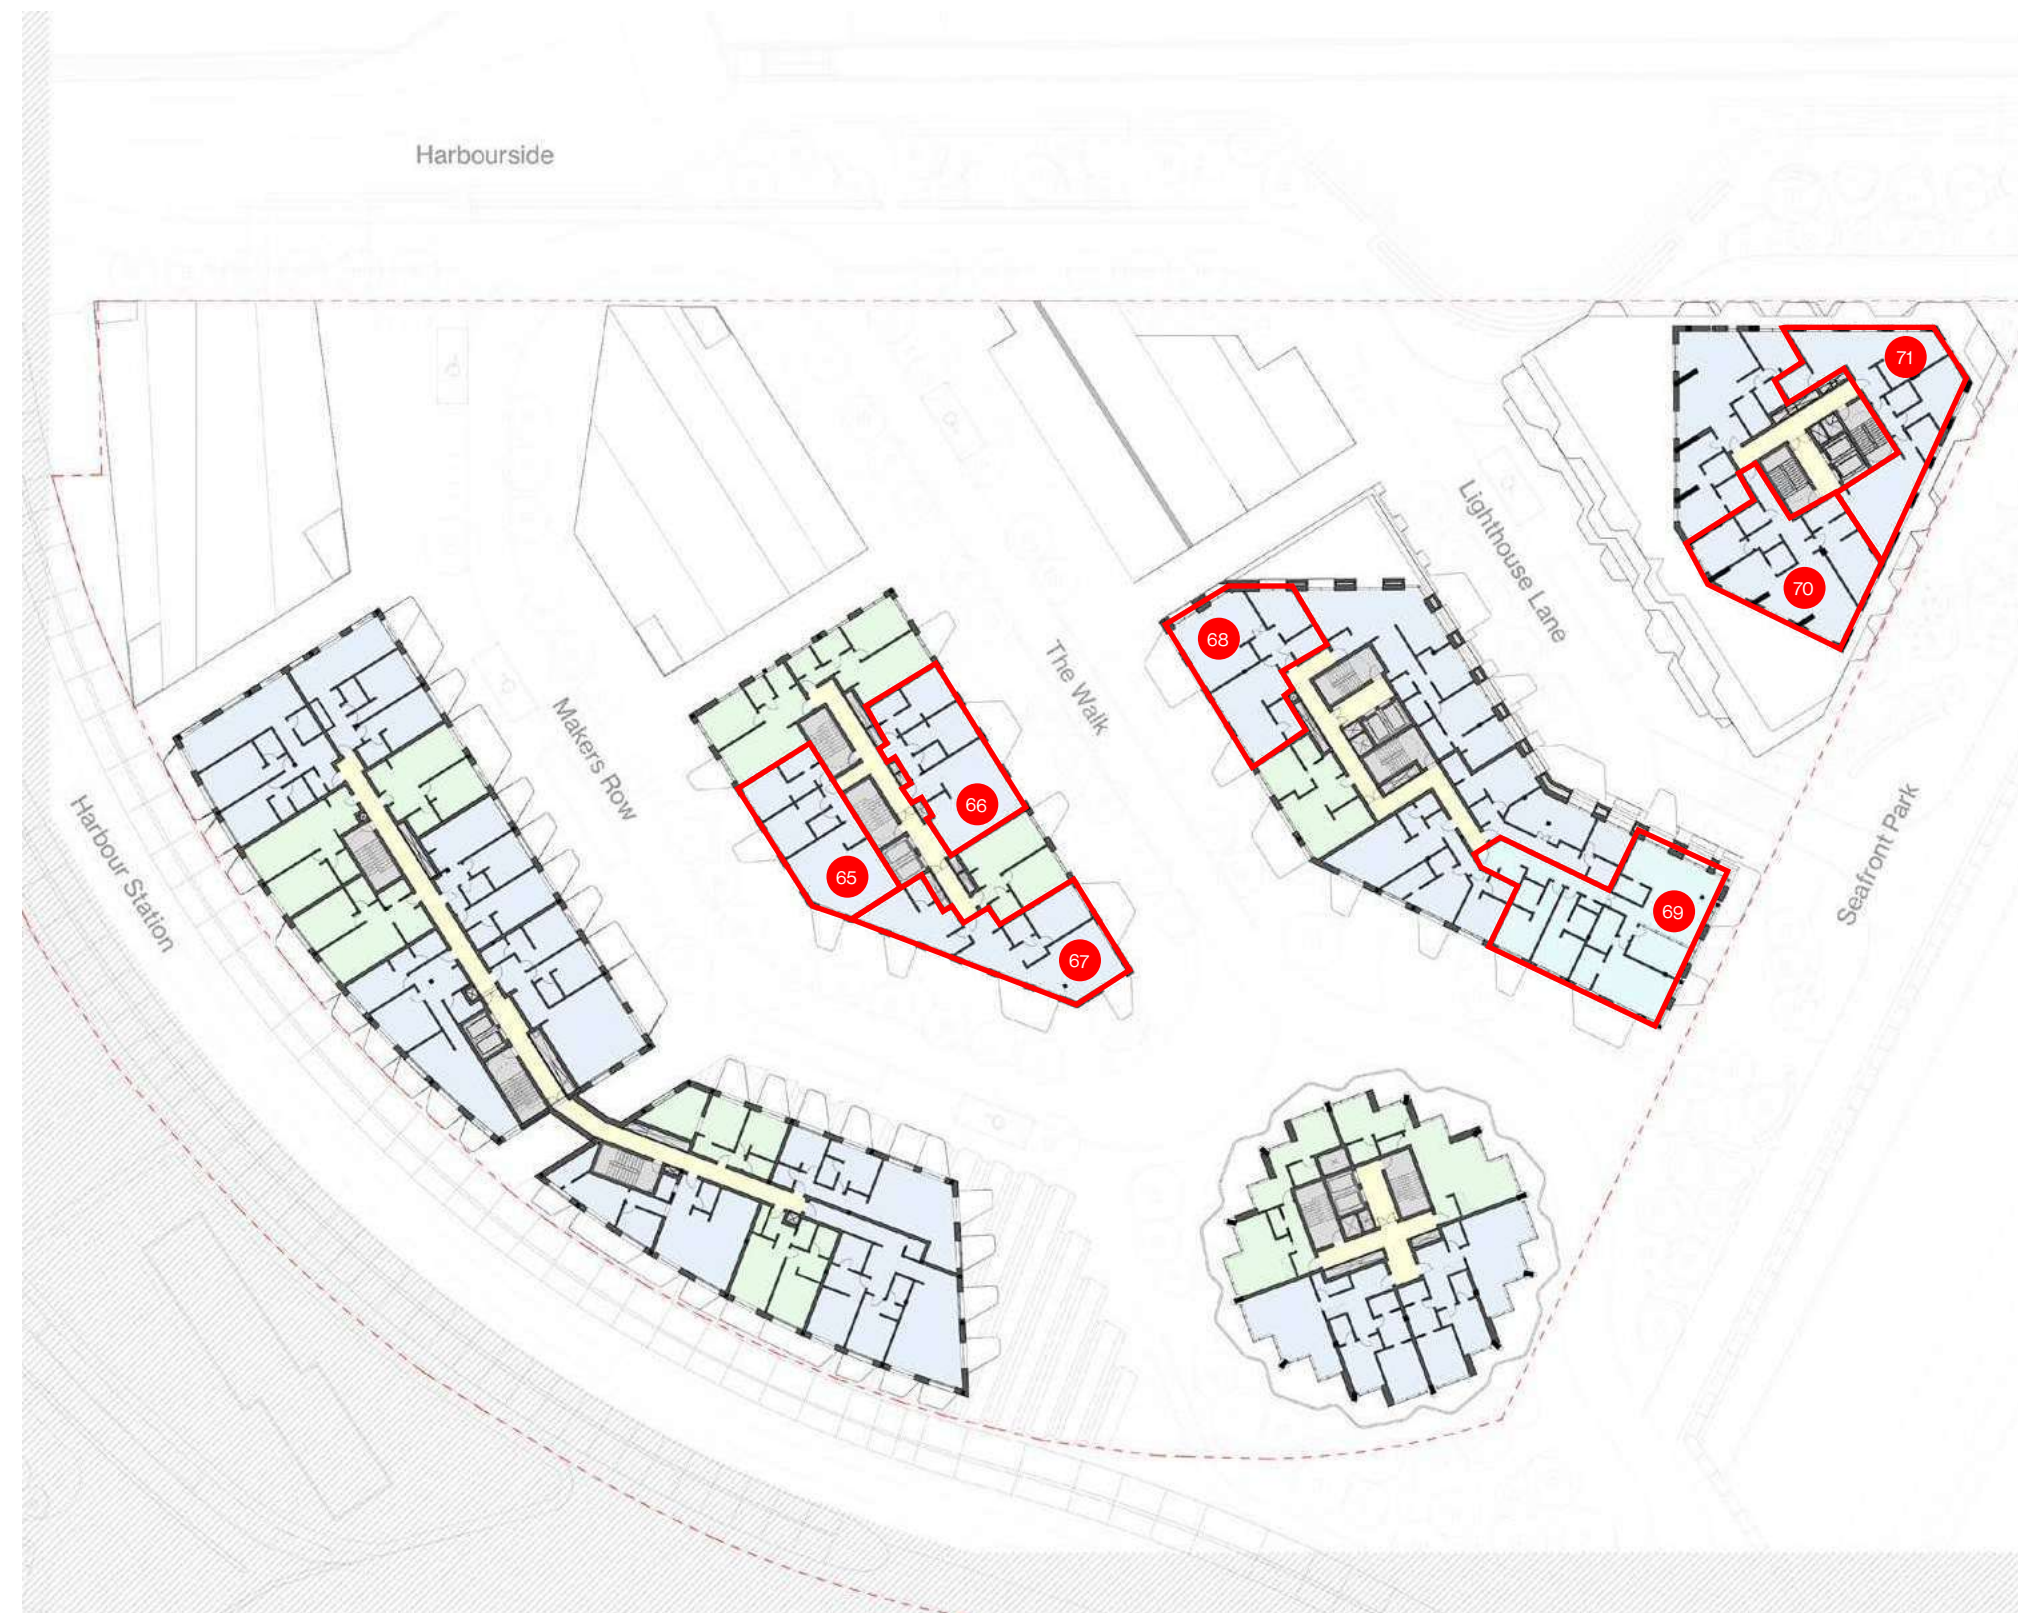 Harbourside
71
Lighthouse Lane
70
68
The Walk
Makers Row
66
Harbour Station
65
Seafront Park
69
67